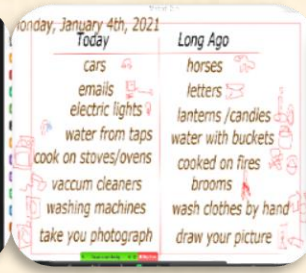 onday, January 4th, 2021
Today Long Ago
cars horses
emails letters
electric lights lanterns /candles
water from taps water with buckets
cook on stoves/ovens cooked on fires
vaccum cleaners brooms
washing machines wash clothes by hand
take you photograph draw your picture